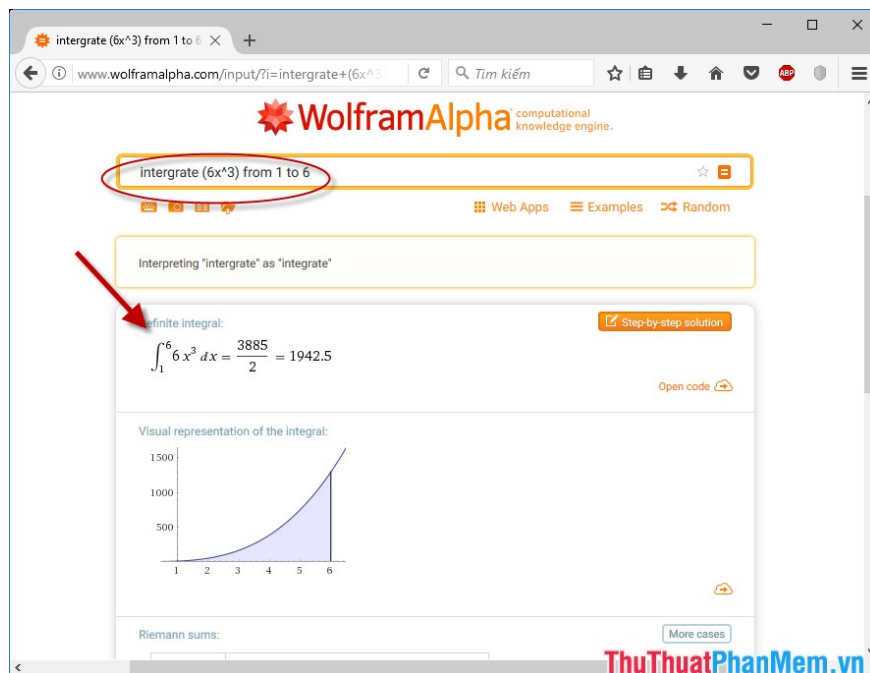 intergrate (6x^3) from 1 to 6
www.wolframalpha.com/input/?i=intergrate+(6x^3
Tìm kiếm
ABP
WolframAlpha computational knowledge engine.
intergrate (6x^3) from 1 to 6
Web Apps Examples Random
Interpreting "intergrate" as "integrate"
efinite integral:
Step-by-step solution
∫₁⁶ 6 x³ dx = 3885/2 = 1942.5
Open code
Visual representation of the integral:
1500
1000
500
1 2 3 4 5 6
Riemann sums:
More cases
ThuThuatPhanMem.vn